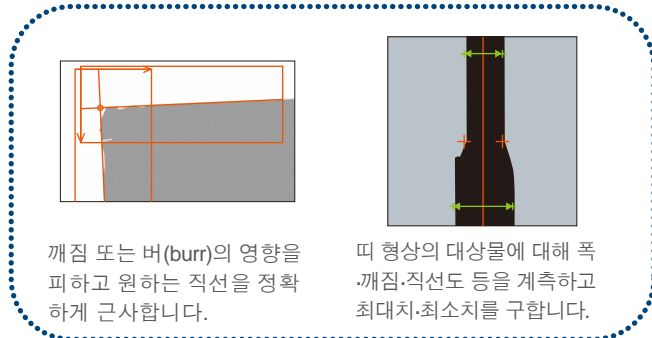 깨짐 또는 버(burr)의 영향을
피하고 원하는 직선을 정확
하게 근사합니다.
띠 형상의 대상물에 대해 폭
·깨짐·직선도 등을 계측하고
최대치·최소치를 구합니다.